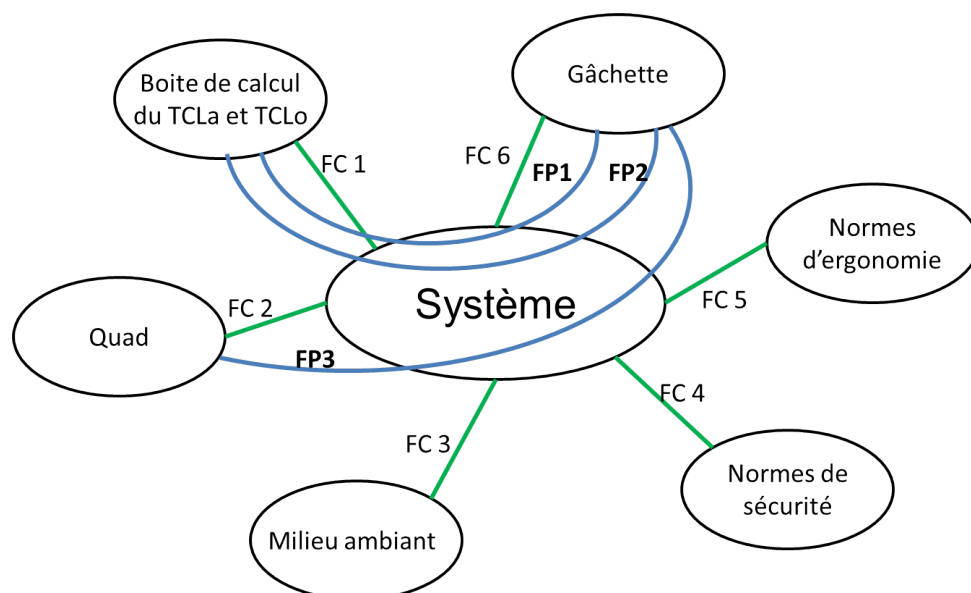 Boite de calcul
du TCLa et TCLo
Gâchette
FC 1
FC 6
FP1
FP2
Normes
d'ergonomie
FC 2
Système
FC 5
Quad
FP3
FC 4
FC 3
Normes de
sécurité
Milieu ambiant